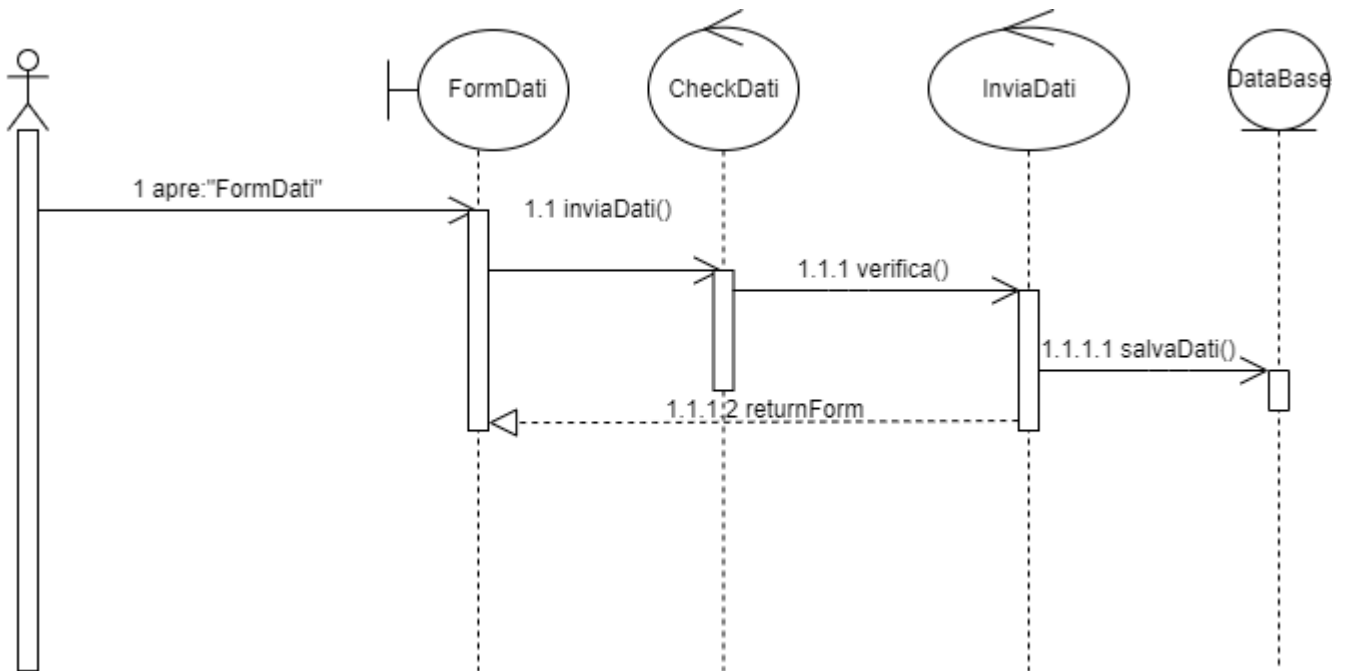 FormDati
CheckDati
InviaDati
DataBase
1 apre:"FormDati"
1.1 inviaDati()
1.1.1 verifica()
1.1.1.1 salvaDati()
1.1.1.2 returnForm